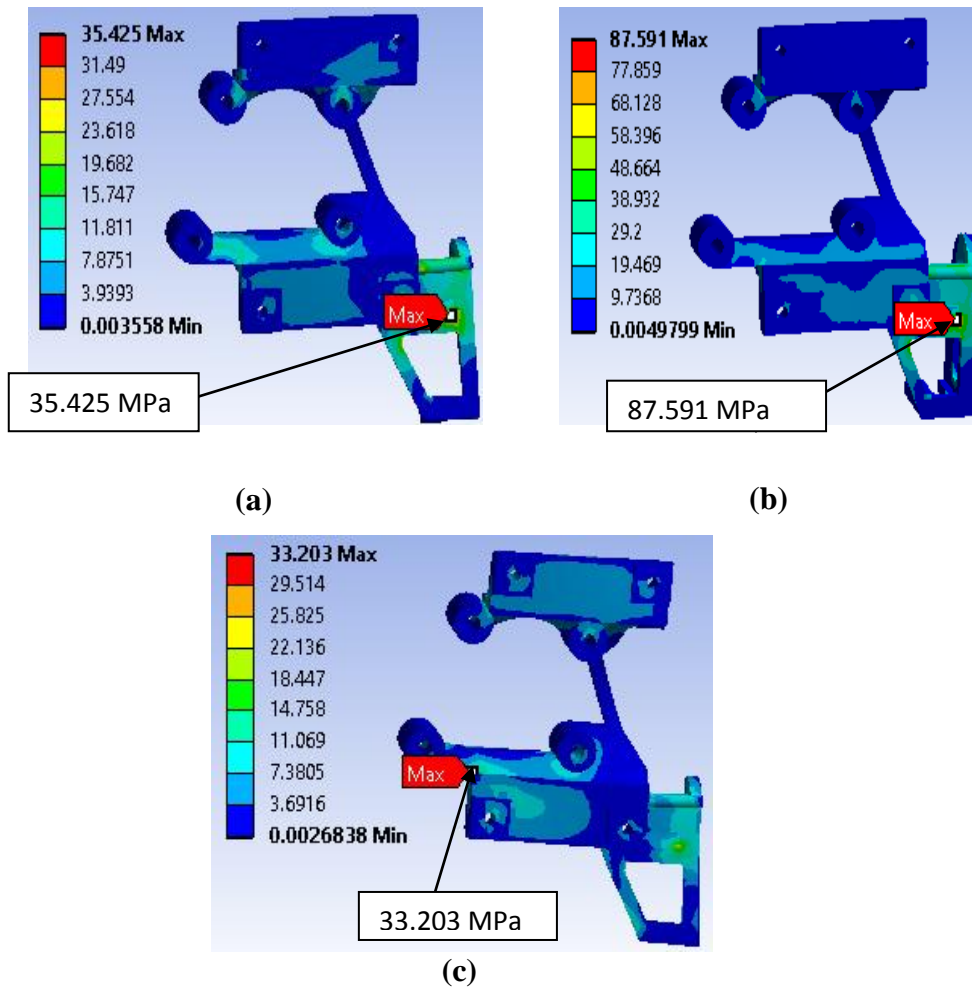 35.425 Max
31.49
27.554
23.618
19.682
15.747
11.811
7.8751
3.9393
0.003558 Min
Max
35.425 MPa
(a)
87.591 Max
77.859
68.128
58.396
48.664
38.932
29.2
19.469
9.7368
0.0049799 Min
Max
87.591 MPa
(b)
33.203 Max
29.514
25.825
22.136
18.447
14.758
11.069
7.3805
3.6916
0.0026838 Min
Max
33.203 MPa
(c)